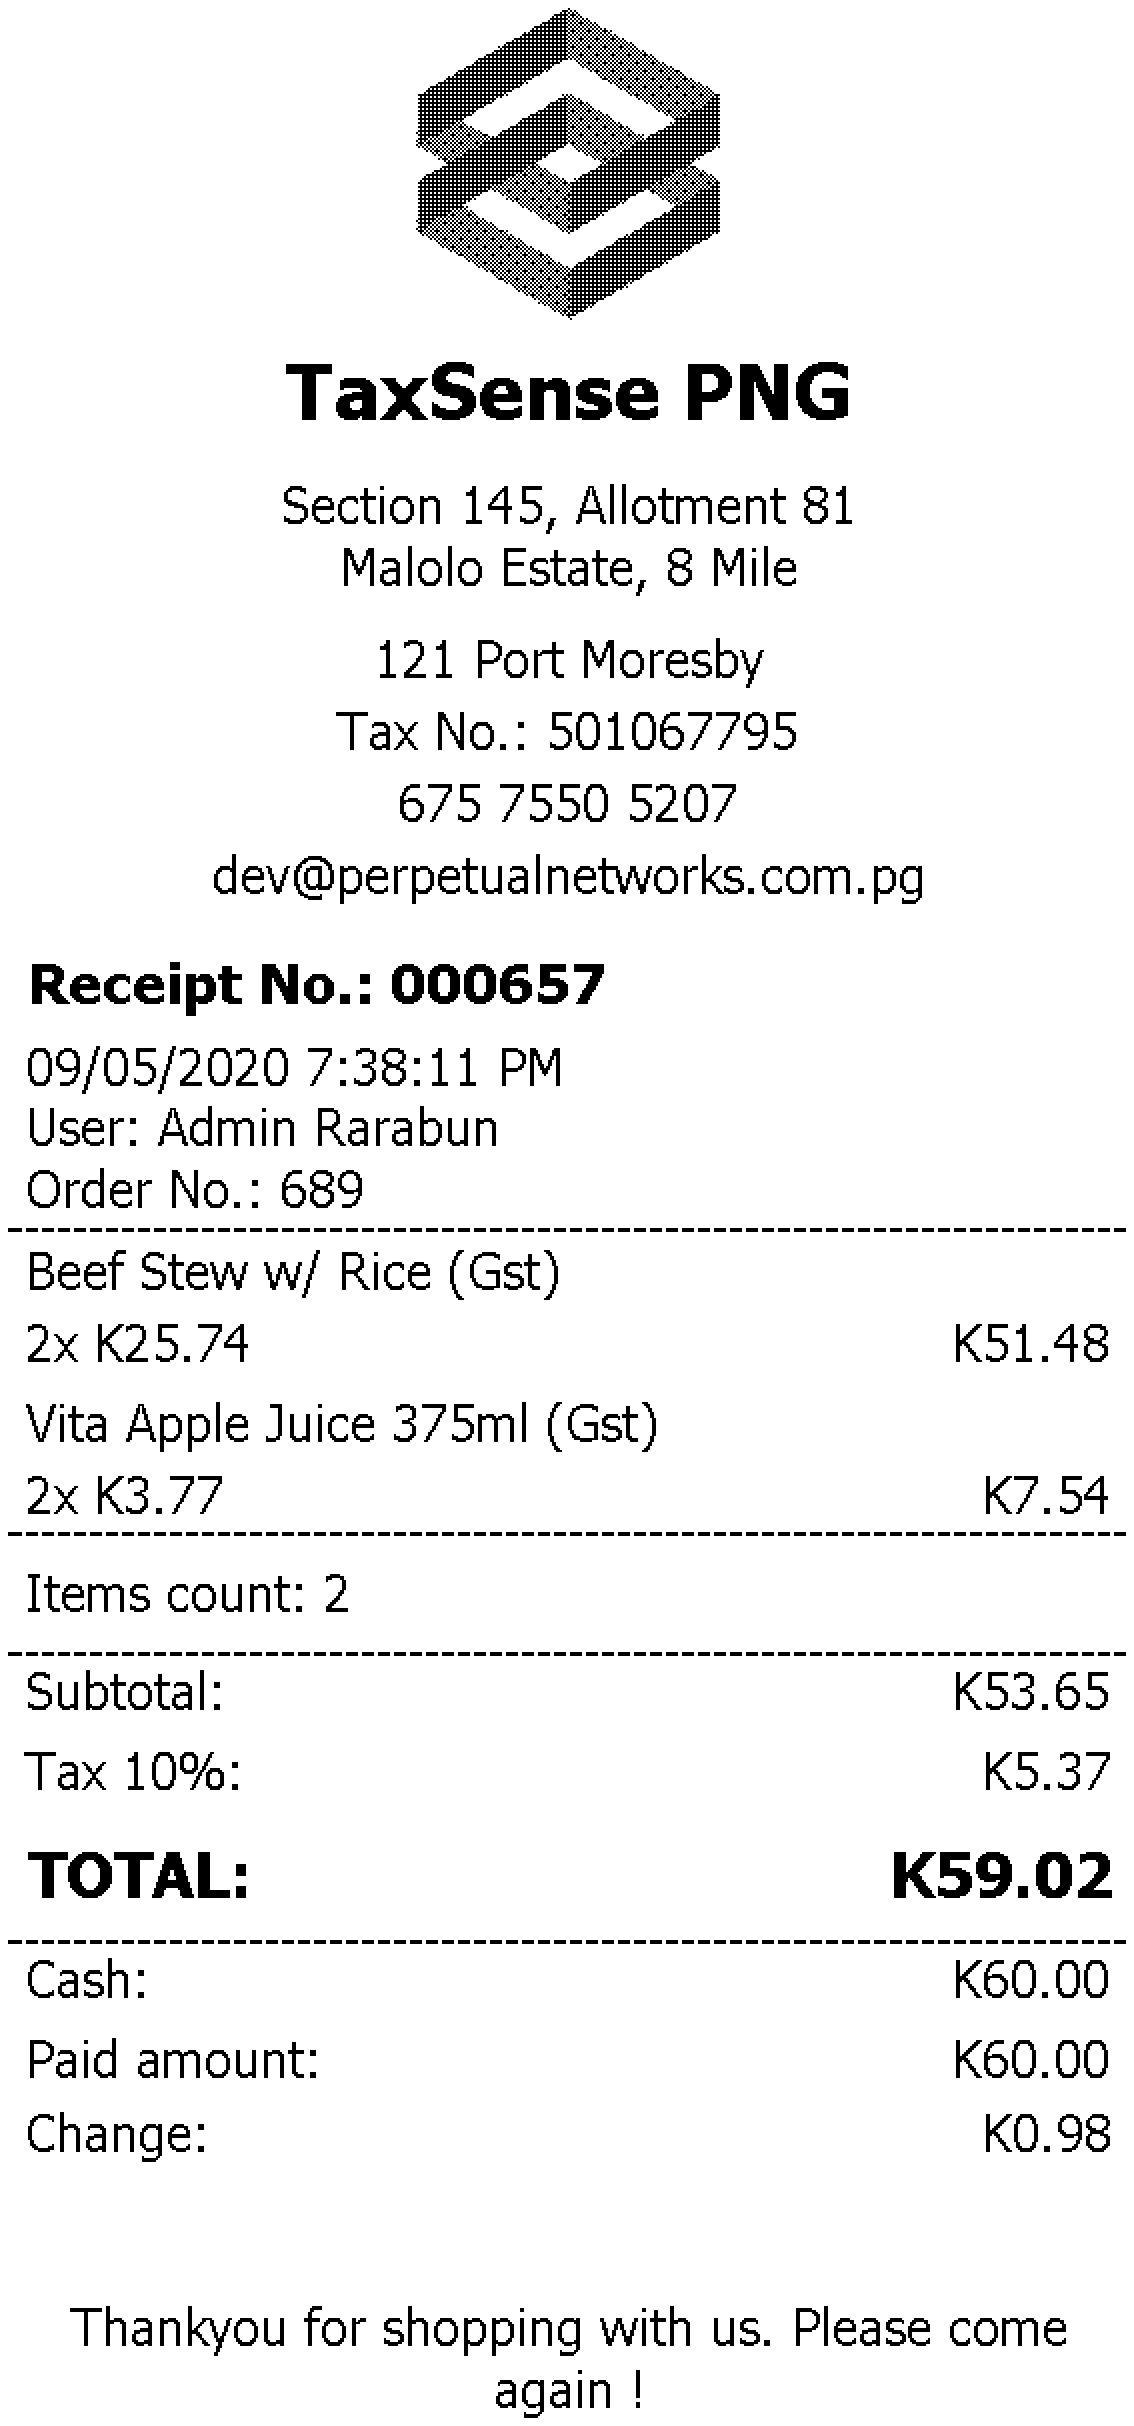 TaxSense PNG
Section 145, Allotment 81
Malolo Estate, 8 Mile
121 Port Moresby
Tax No.: 501067795
675 7550 5207
dev@perpetualnetworks.com.pg
Receipt No.: 000657
09/05/2020 7:38:11 PM
User: Admin Rarabun
Order No.: 689
Beef Stew w/ Rice (Gst)
2x K25.74 K51.48
Vita Apple Juice 375ml (Gst)
2x K3.77 K7.54
Items count: 2
Subtotal: K53.65
Tax 10%: K5.37
TOTAL: K59.02
Cash: K60.00
Paid amount: K60.00
Change: K0.98
Thankyou for shopping with us. Please come
again !